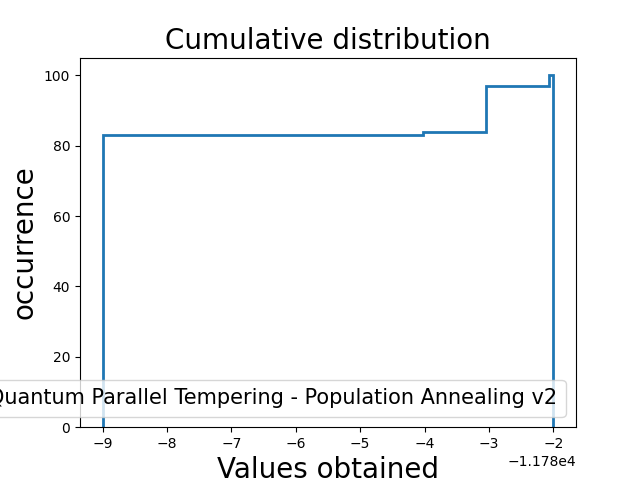 Cumulative distribution
occurrence
100
80
60
40
20
0
Parallel Tempering - Population Annealing v2
−9 −8 −7 −6 −5 −4 −3 −2
−1.178e4
Values obtained